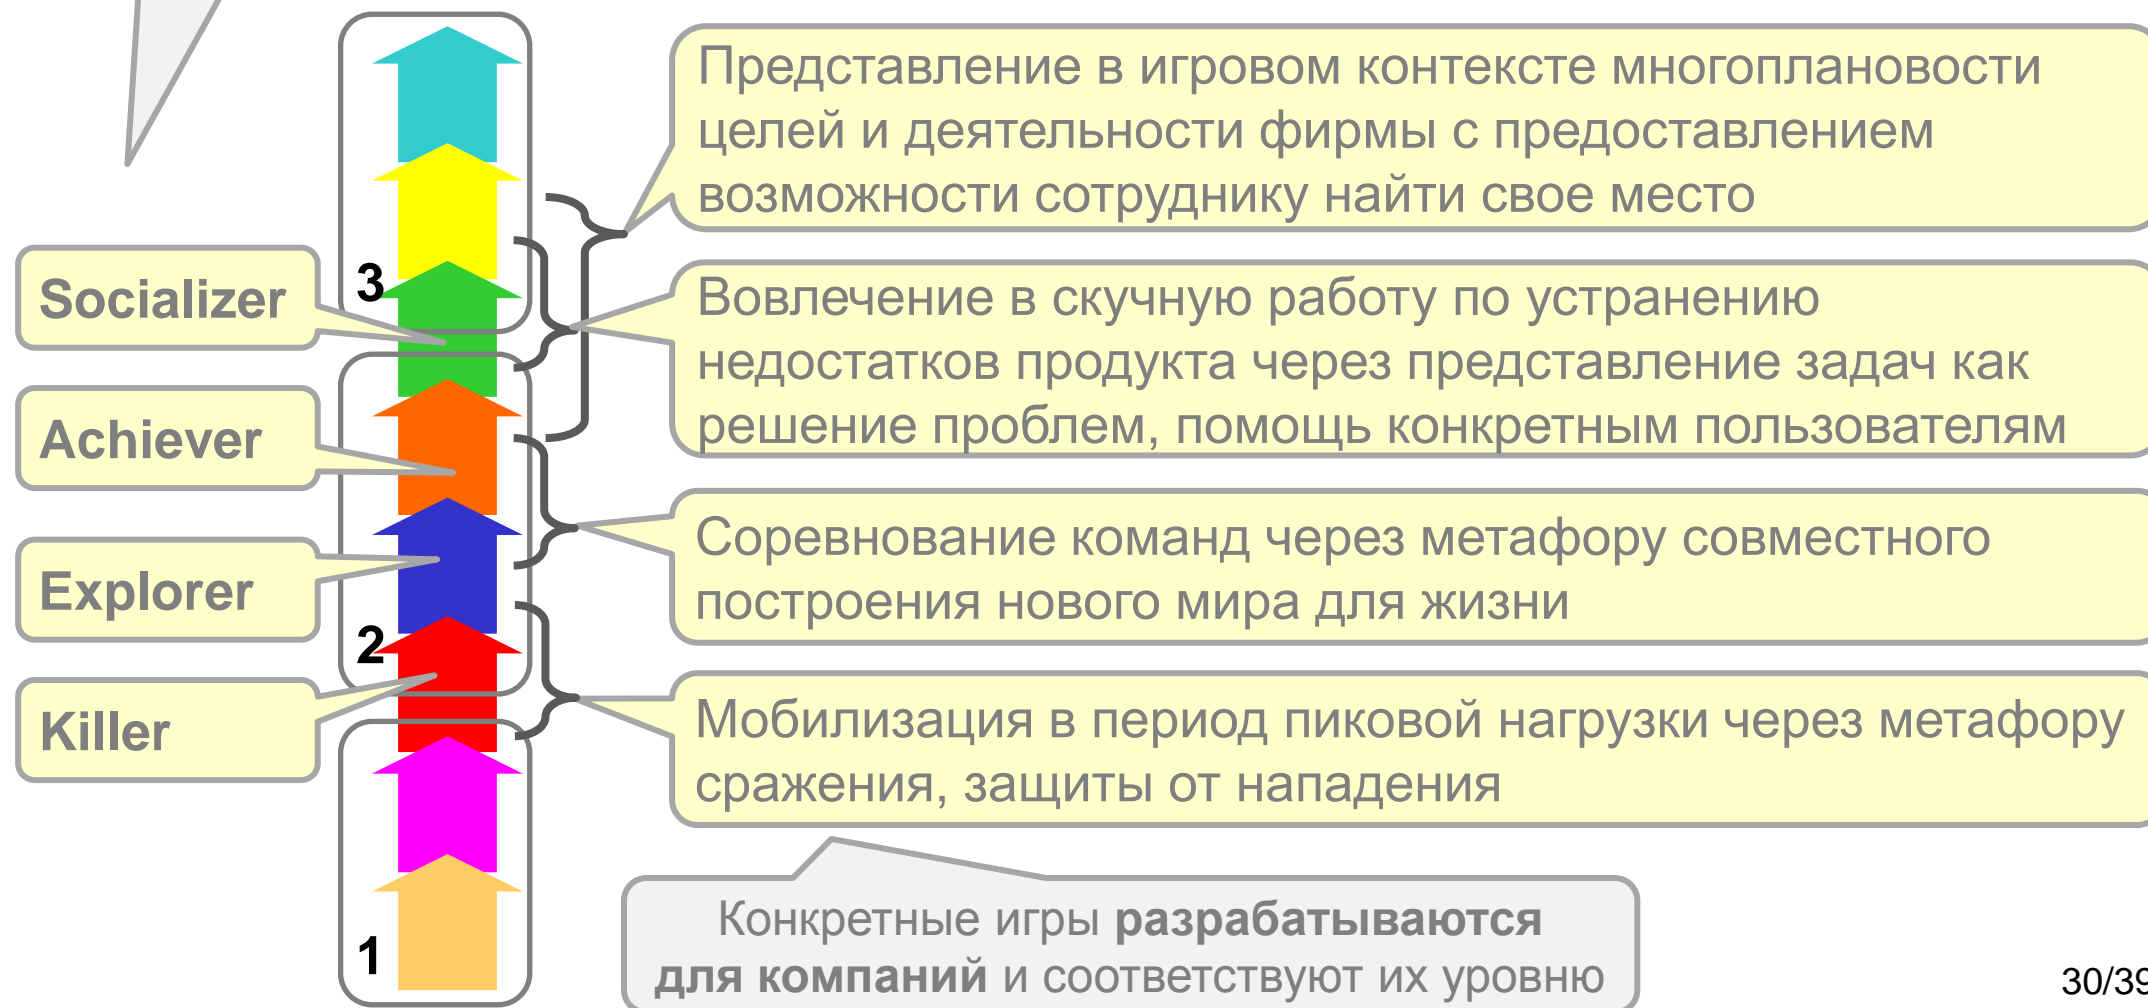 Представление в игровом контексте многоплановости
целей и деятельности фирмы с предоставлением
возможности сотруднику найти свое место
3
Socializer
Вовлечение в скучную работу по устранению
недостатков продукта через представление задач как
решение проблем, помощь конкретным пользователям
Achiever
Соревнование команд через метафору совместного
построения нового мира для жизни
Explorer
2
Killer
Мобилизация в период пиковой нагрузки через метафору
сражения, защиты от нападения
Конкретные игры разрабатываются
для компаний и соответствуют их уровню
1
30/39